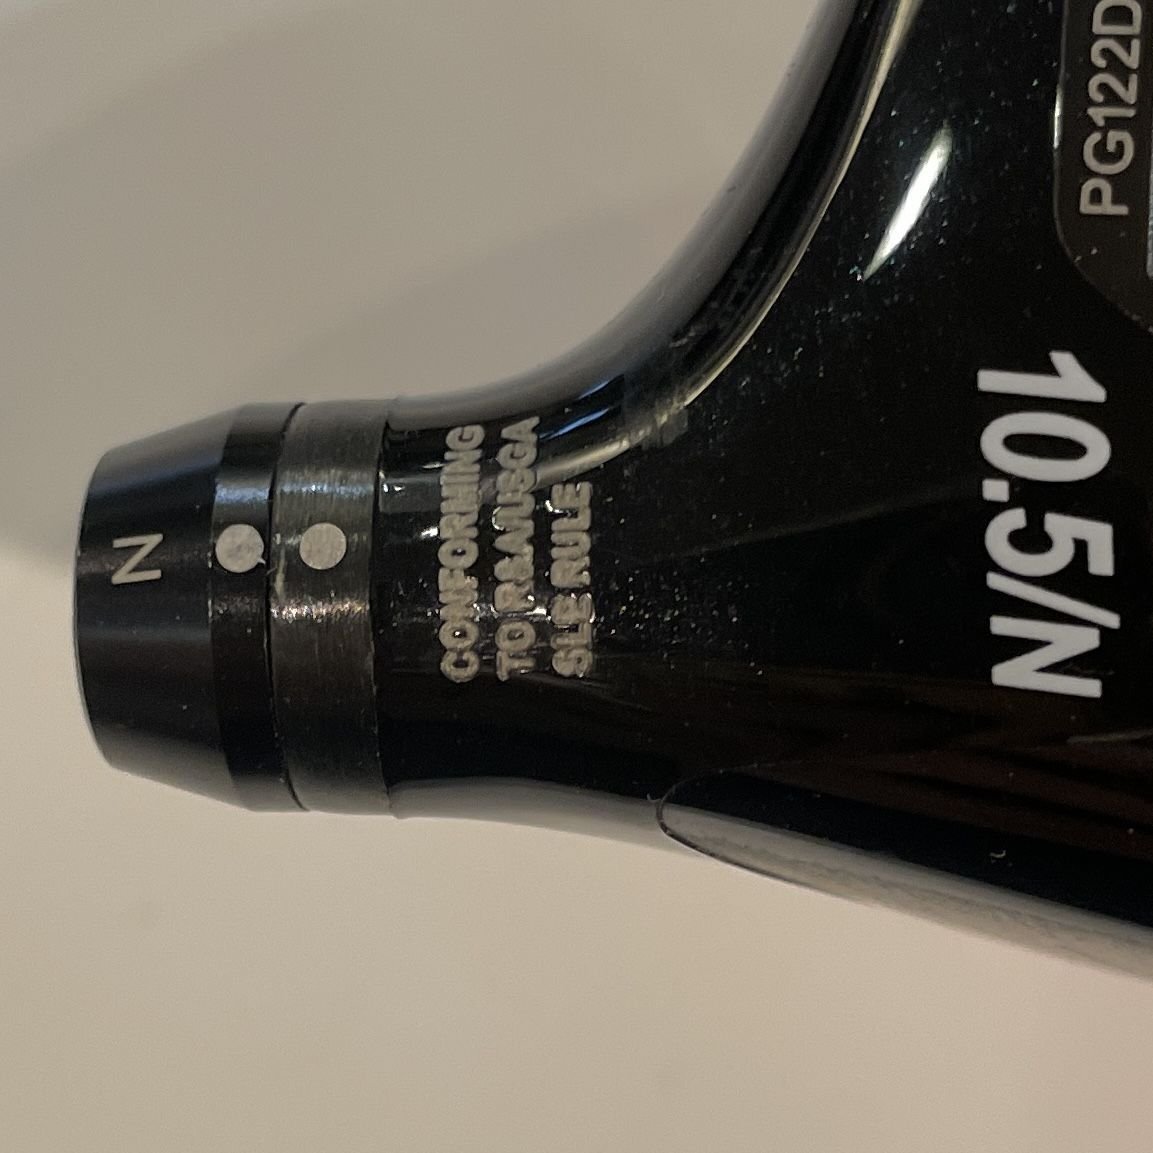 N
CONFORMING
TO R&A/USGA
SLE RULE
10.5/N
PG122D